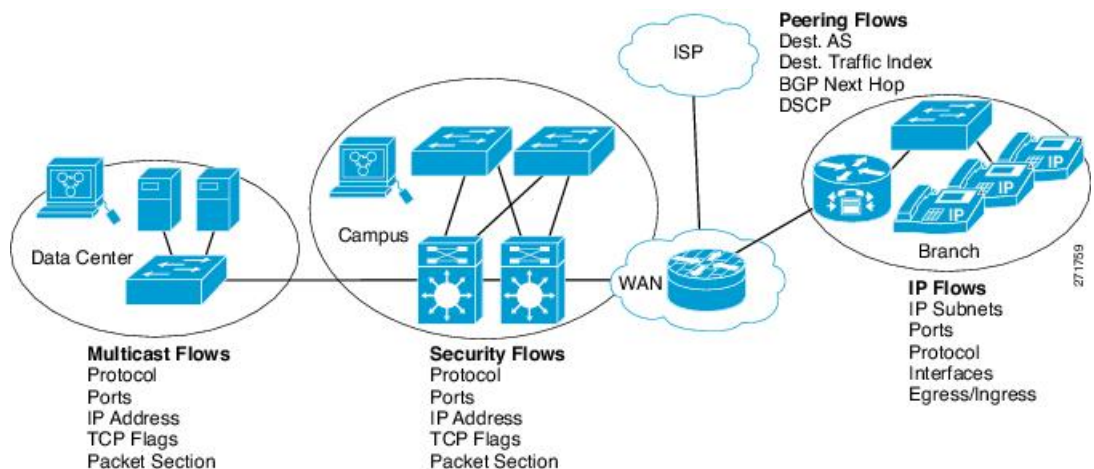 Peering Flows
Dest. AS
Dest. Traffic Index
BGP Next Hop
DSCP
ISP
Data Center
Campus
WAN
IP
IP
IP
Branch
271759
Multicast Flows
Protocol
Ports
IP Address
TCP Flags
Packet Section
Security Flows
Protocol
Ports
IP Address
TCP Flags
Packet Section
IP Flows
IP Subnets
Ports
Protocol
Interfaces
Egress/Ingress